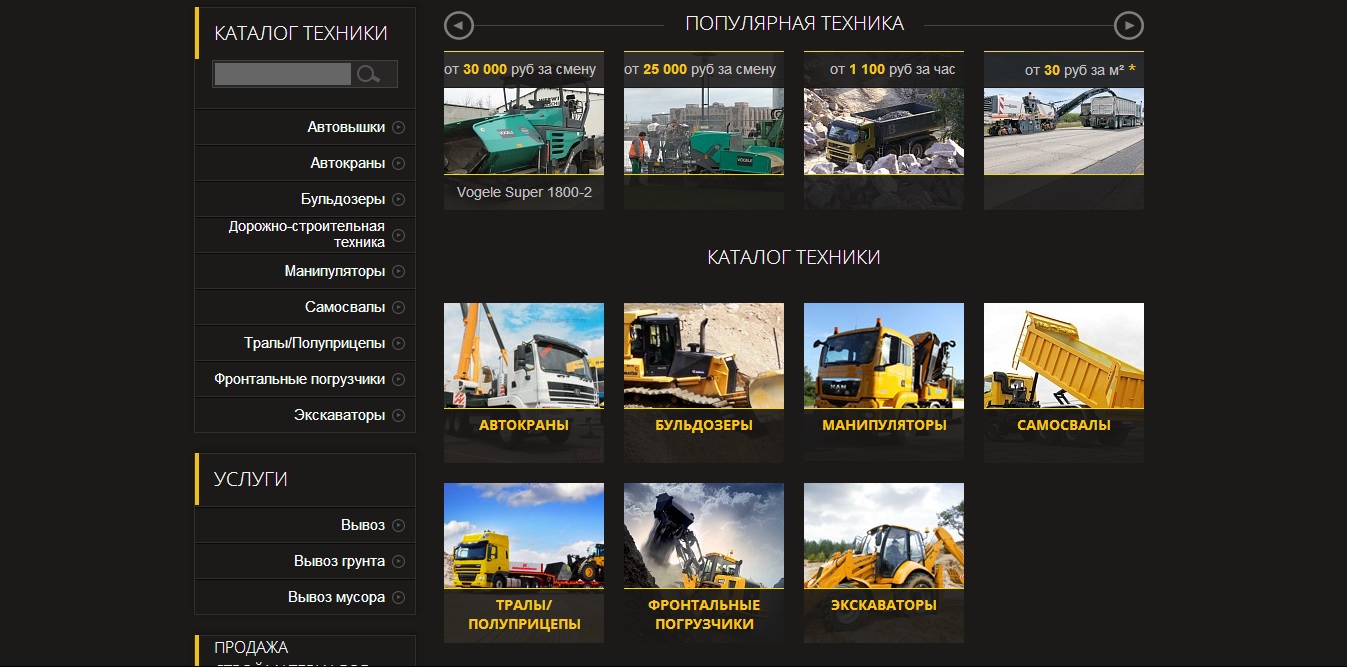 КАТАЛОГ ТЕХНИКИ
Автовышки
Автокраны
Бульдозеры
Дорожно-строительная
техника
Манипуляторы
Самосвалы
Тралы/Полуприцепы
Фронтальные погрузчики
Экскаваторы
УСЛУГИ
Вывоз
Вывоз грунта
Вывоз мусора
ПРОДАЖА
ПОПУЛЯРНАЯ ТЕХНИКА
от 30 000 руб за смену
от 25 000 руб за смену
от 1 100 руб за час
от 30 руб за м² *
VOGELE
VOGELE
Vogele Super 1800-2
КАТАЛОГ ТЕХНИКИ
MAN
АВТОКРАНЫ
БУЛЬДОЗЕРЫ
МАНИПУЛЯТОРЫ
САМОСВАЛЫ
ТРАЛЫ/
ПОЛУПРИЦЕПЫ
ФРОНТАЛЬНЫЕ
ПОГРУЗЧИКИ
ЭКСКАВАТОРЫ